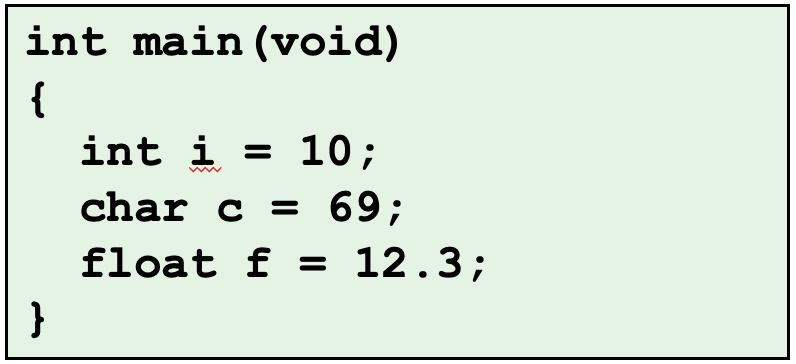 int main(void)
{
int i = 10;
char c = 69;
float f = 12.3;
}